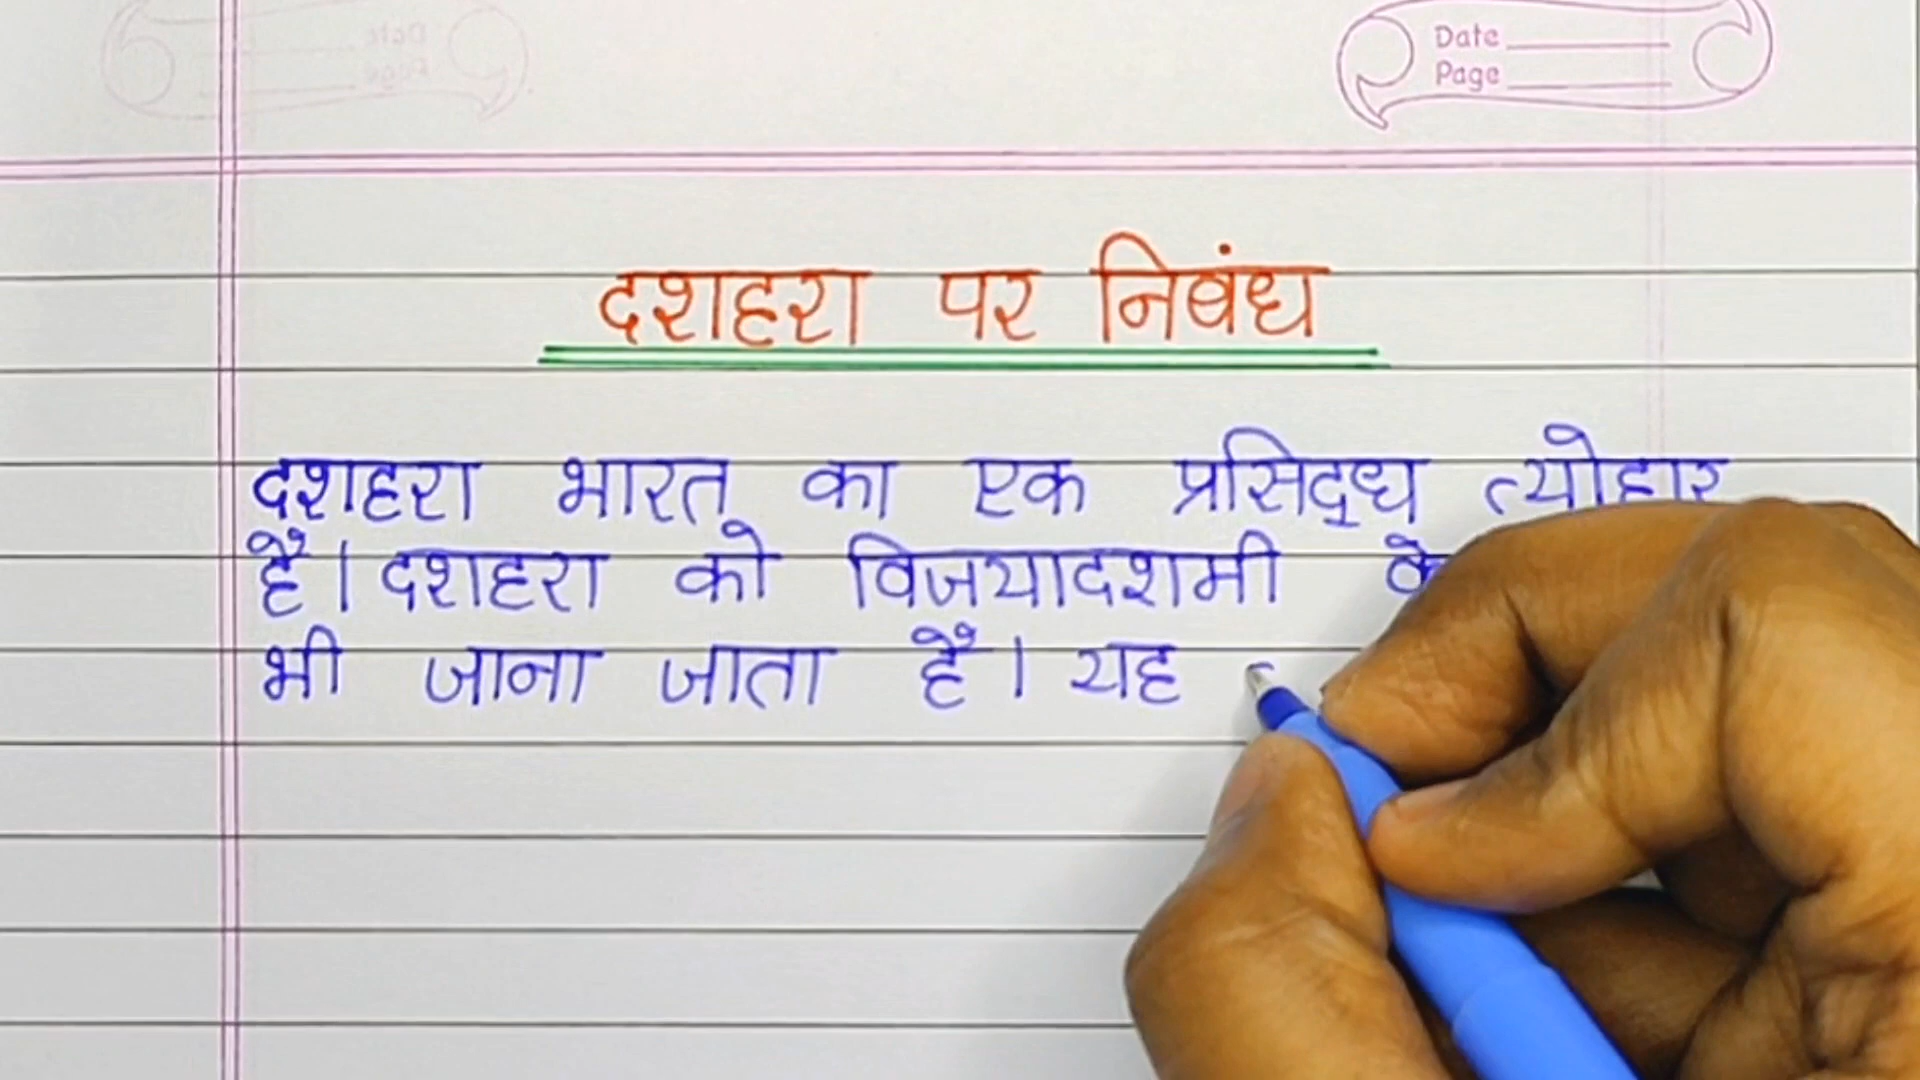 Date
Page
दशहरा पर निबंध
दशहरा भारत का एक प्रसिद्ध त्योहार
हैं। दशहरा को विजयादशमी के
भी जाना जाता हैं। यह